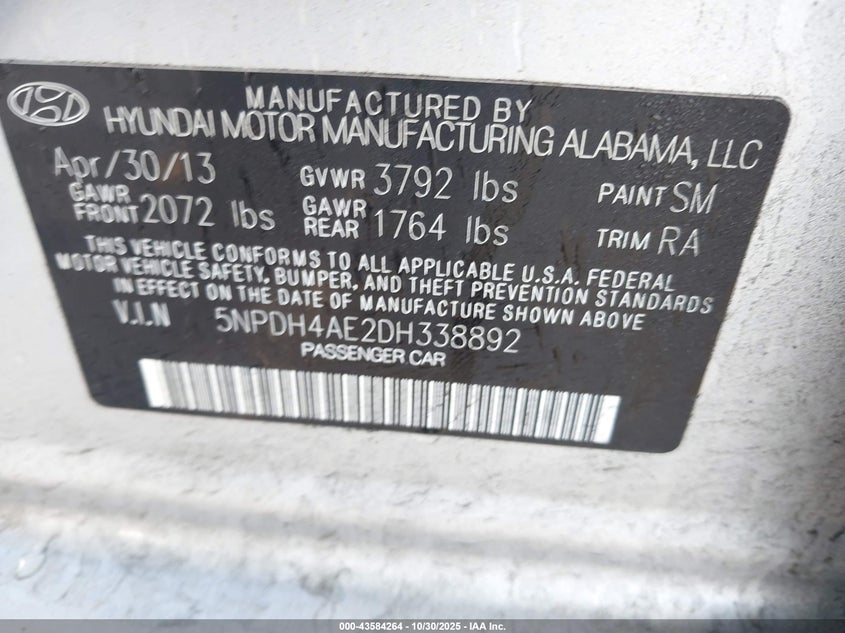 MANUFACTURED BY
HYUNDAI MOTOR MANUFACTURING ALABAMA, LLC
Apr/30/13 GVWR 3792 lbs PAINT SM
GAWR FRONT 2072 lbs GAWR REAR 1764 lbs TRIM RA
THIS VEHICLE CONFORMS TO ALL APPLICABLE U.S.A. FEDERAL
MOTOR VEHICLE SAFETY, BUMPER, AND THEFT PREVENTION STANDARDS
IN EFFECT ON THE DATE OF MANUFACTURE SHOWN ABOVE
V.I.N 5NPDH4AE2DH338892
PASSENGER CAR
000-43584264 - 10/30/2025 - IAA Inc.